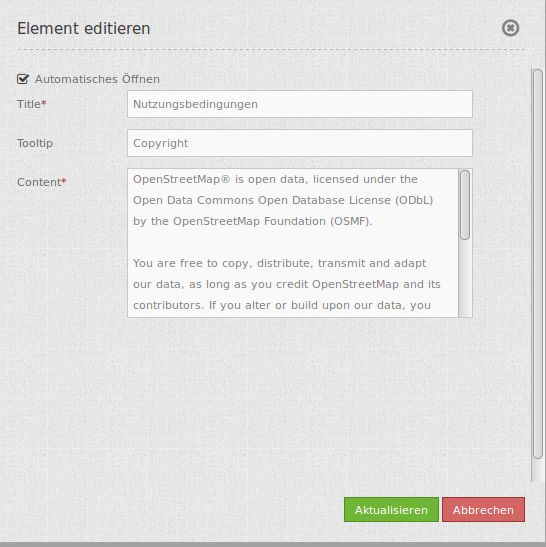 Element editieren
Automatisches Öffnen
Title* Nutzungsbedingungen
Tooltip Copyright
Content* OpenStreetMap® is open data, licensed under the
Open Data Commons Open Database License (ODbL)
by the OpenStreetMap Foundation (OSMF).
You are free to copy, distribute, transmit and adapt
our data, as long as you credit OpenStreetMap and its
contributors. If you alter or build upon our data, you
Aktualisieren Abbrechen